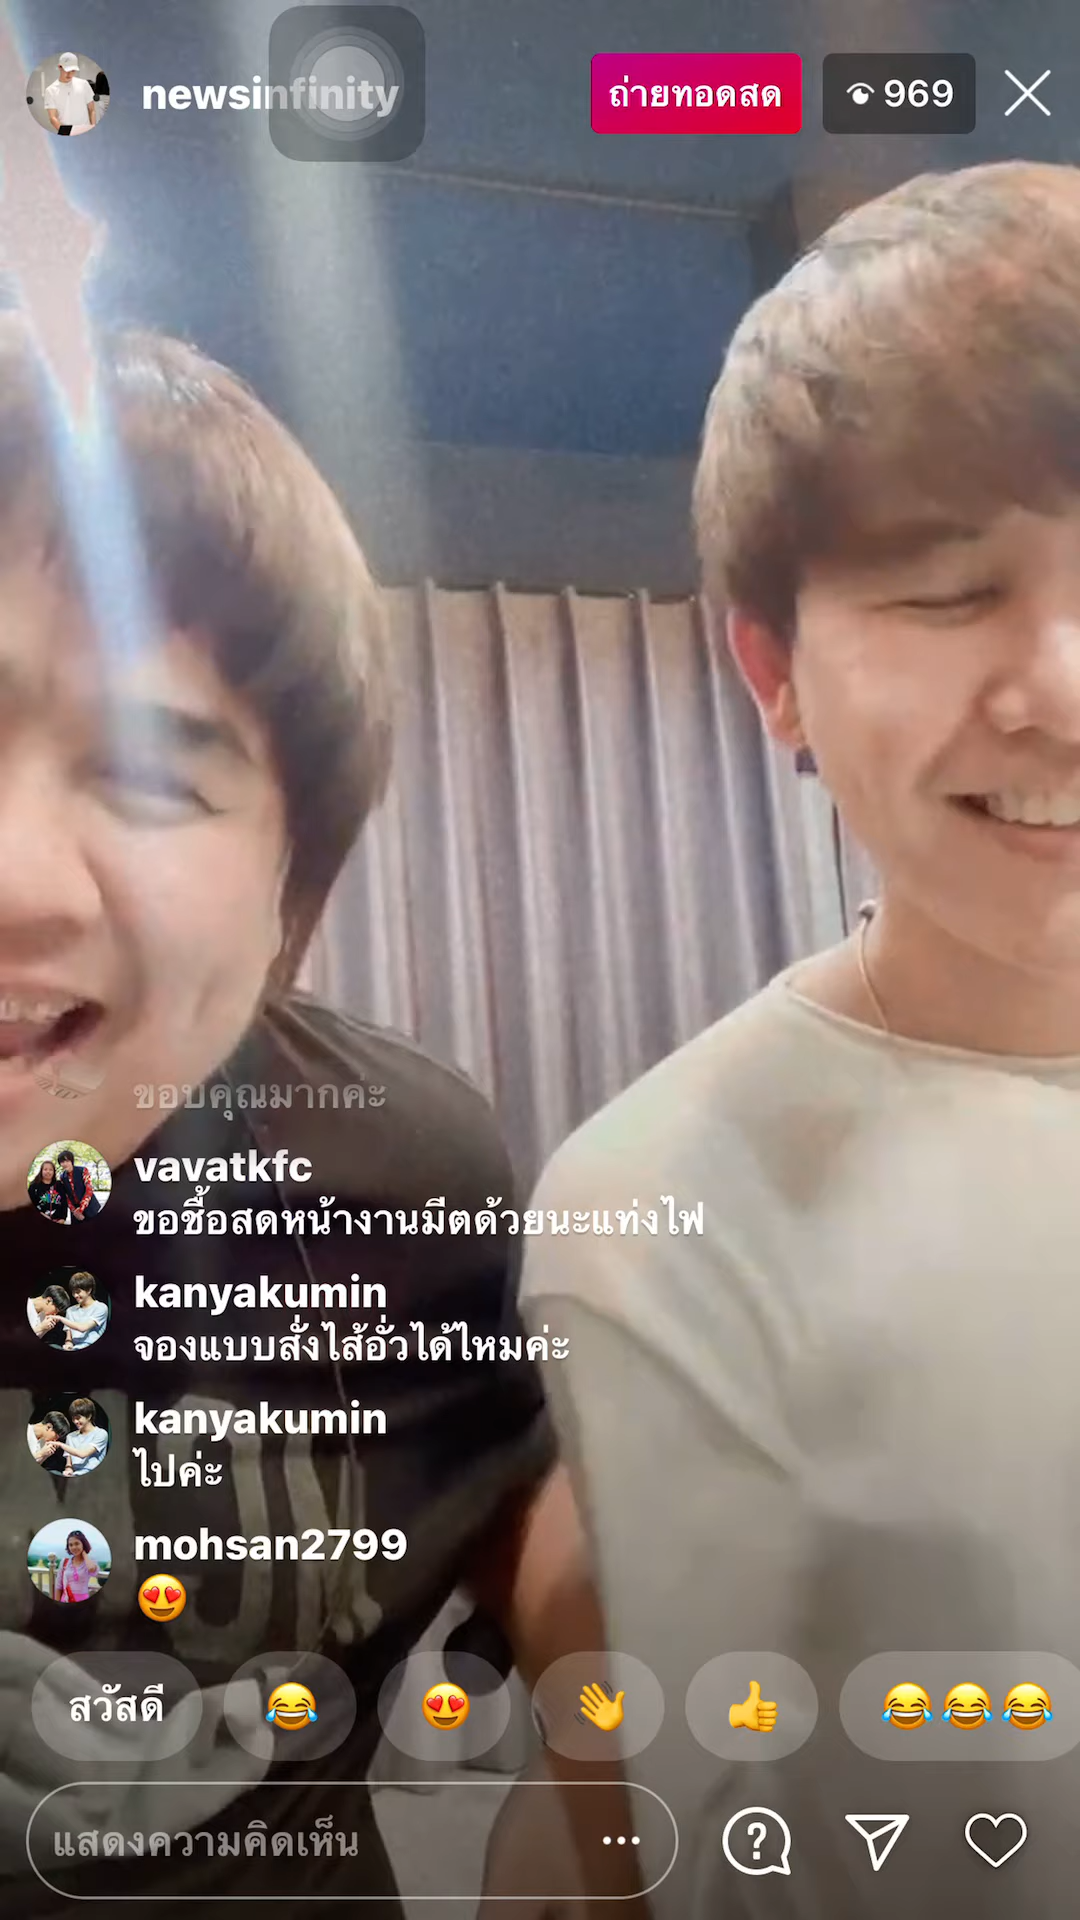 newsinfinity
ถ่ายทอดสด
969
ขอบคุณมากค่ะ
vavatkfc
ขอซื้อสดหน้างานมีตด้วยนะแท่งไฟ
kanyakumin
จองแบบสั่งไส้อั่วได้ไหมค่ะ
kanyakumin
ไปค่ะ
mohsan2799
😍
สวัสดี 😂 😍 👋 👍 😂😂😂
แสดงความคิดเห็น